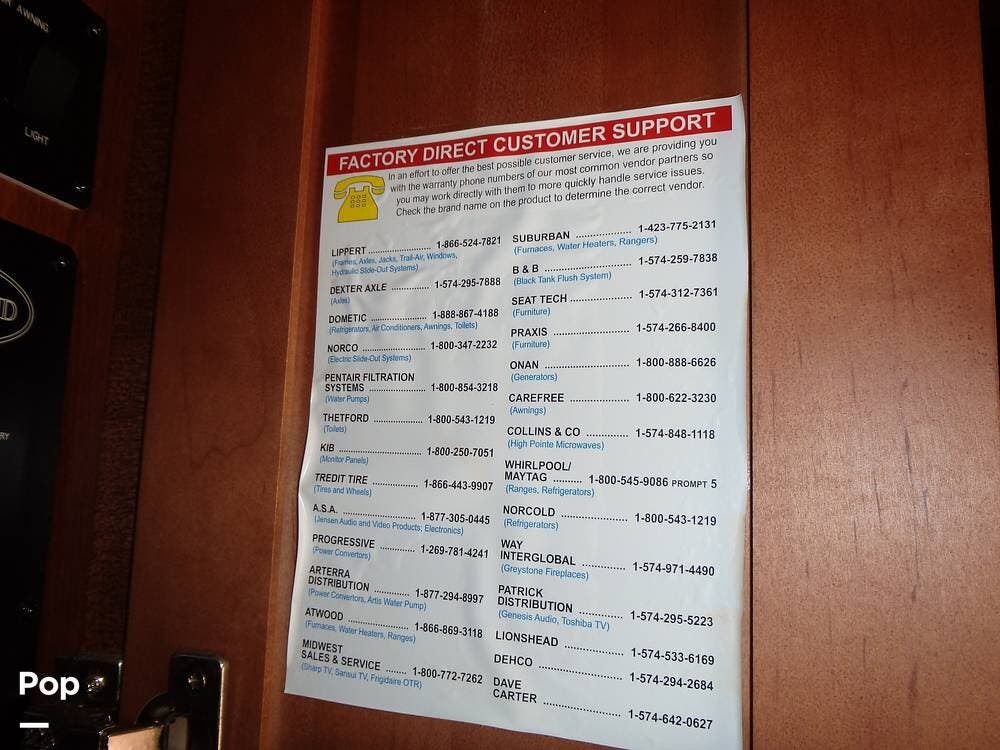 AWNING
LIGHT
FACTORY DIRECT CUSTOMER SUPPORT
In an effort to offer the best possible customer service, we are providing you
with the warranty phone numbers of our most common vendor partners so
you may work directly with them to more quickly handle service issues.
Check the brand name on the product to determine the correct vendor.
LIPPERT ........................ 1-866-524-7821
(Frames, Axles, Jacks, Trail-Air, Windows,
Hydraulic Slide-Out Systems)
DEXTER AXLE .............. 1-574-295-7888
(Axles)
DOMETIC ..................... 1-888-867-4188
(Refrigerators, Air Conditioners, Awnings, Toilets)
NORCO ......................... 1-800-347-2232
(Electric Slide-Out Systems)
PENTAIR FILTRATION
SYSTEMS ...................... 1-800-854-3218
(Water Pumps)
THETFORD .................... 1-800-543-1219
(Toilets)
KIB ................................. 1-800-250-7051
(Monitor Panels)
TREDIT TIRE .................. 1-866-443-9907
(Tires and Wheels)
A.S.A. ............................ 1-877-305-0445
(Jensen Audio and Video Products; Electronics)
PROGRESSIVE ............. 1-269-781-4241
(Power Convertors)
ARTERRA
DISTRIBUTION ............... 1-877-294-8997
(Power Convertors, Artis Water Pump)
ATWOOD ....................... 1-866-869-3118
(Furnaces, Water Heaters, Ranges)
MIDWEST
SALES & SERVICE ....... 1-800-772-7262
(Sharp TV, Sansui TV, Frigidaire OTR)
SUBURBAN .................. 1-423-775-2131
(Furnaces, Water Heaters, Rangers)
B & B ............................. 1-574-259-7838
(Black Tank Flush System)
SEAT TECH .................... 1-574-312-7361
(Furniture)
PRAXIS ......................... 1-574-266-8400
(Furniture)
ONAN ............................ 1-800-888-6626
(Generators)
CAREFREE ................... 1-800-622-3230
(Awnings)
COLLINS & CO .............. 1-574-848-1118
(High Pointe Microwaves)
WHIRLPOOL/
MAYTAG ......... 1-800-545-9086 PROMPT 5
(Ranges, Refrigerators)
NORCOLD ..................... 1-800-543-1219
(Refrigerators)
WAY
INTERGLOBAL ................ 1-574-971-4490
(Greystone Fireplaces)
PATRICK
DISTRIBUTION .............. 1-574-295-5223
(Genesis Audio, Toshiba TV)
LIONSHEAD .................. 1-574-533-6169
DEHCO ........................... 1-574-294-2684
DAVE
CARTER ......................... 1-574-642-0627
Pop